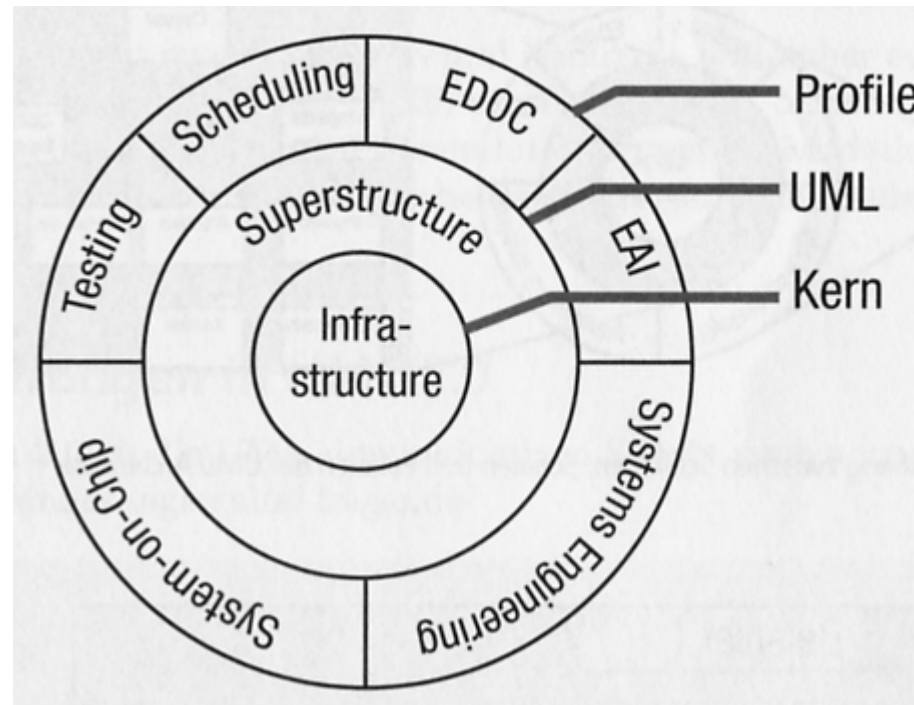 Scheduling
EDOC
Profile
Testing
Superstructure
EAI
UML
Infra-
structure
Kern
System-on-Chip
Systems Engineering